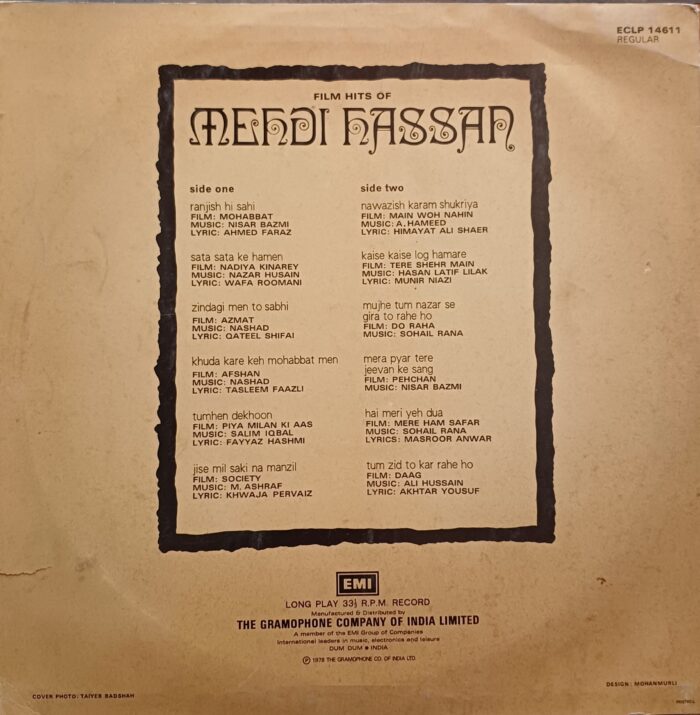 ECLP 14611
REGULAR
FILM HITS OF
MEHDI HASSAN
side one
ranjish hi sahi
FILM: MOHABBAT
MUSIC: NISAR BAZMI
LYRIC: AHMED FARAZ
sata sata ke hamen
FILM: NADIYA KINAREY
MUSIC: NAZAR HUSAIN
LYRIC: WAFA ROOMANI
zindagi men to sabhi
FILM: AZMAT
MUSIC: NASHAD
LYRIC: QATEEL SHIFAI
khuda kare keh mohabbat men
FILM: AFSHAN
MUSIC: NASHAD
LYRIC: TASLEEM FAAZLI
tumhen dekhoon
FILM: PIYA MILAN KI AAS
MUSIC: SALIM IQBAL
LYRIC: FAYYAZ HASHMI
jise mil saki na manzil
FILM: SOCIETY
MUSIC: M. ASHRAF
LYRIC: KHWAJA PERVAIZ
side two
nawazish karam shukriya
FILM: MAIN WOH NAHIN
MUSIC: A. HAMEED
LYRIC: HIMAYAT ALI SHAER
kaise kaise log hamare
FILM: TERE SHEHR MAIN
MUSIC: HASAN LATIF LILAK
LYRIC: MUNIR NIAZI
mujhe tum nazar se
gira to rahe ho
FILM: DO RAHA
MUSIC: SOHAIL RANA
mera pyar tere
jeevan ke sang
FILM: PEHCHAN
MUSIC: NISAR BAZMI
hai meri yeh dua
FILM: MERE HAM SAFAR
MUSIC: SOHAIL RANA
LYRICS: MASROOR ANWAR
tum zid to kar rahe ho
FILM: DAAG
MUSIC: ALI HUSSAIN
LYRIC: AKHTAR YOUSUF
EMI
LONG PLAY 33⅓ R.P.M. RECORD
Manufactured & Distributed by
THE GRAMOPHONE COMPANY OF INDIA LIMITED
A member of the EMI Group of Companies
International leaders in music, electronics and leisure
DUM DUM • INDIA
℗ 1978 THE GRAMOPHONE CO. OF INDIA LTD.
COVER PHOTO: TAIYEB BADSHAH
DESIGN: MOHANMURLI